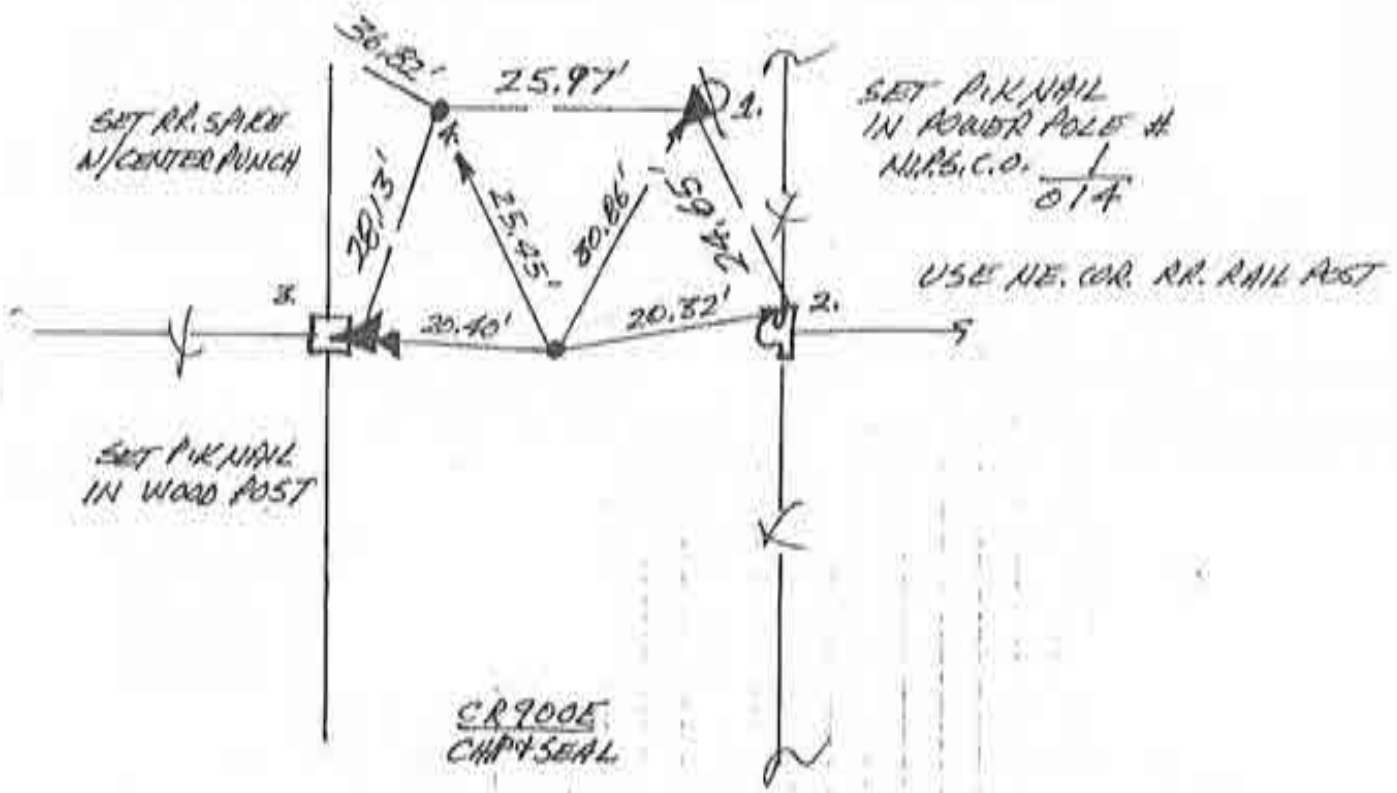 36.82'
25.97'
SET RR. SPIKE
W/CENTER PUNCH
1.
SET P.K NAIL
IN POWER POLE #
N.I.P.S.C.O. 1
014
4.
28.13'
25.45'
30.86'
24.65
USE NE. COR. RR. RAIL POST
3.
20.40'
20.32'
2.
SET P.K NAIL
IN WOOD POST
CR 900E
CHIP & SEAL